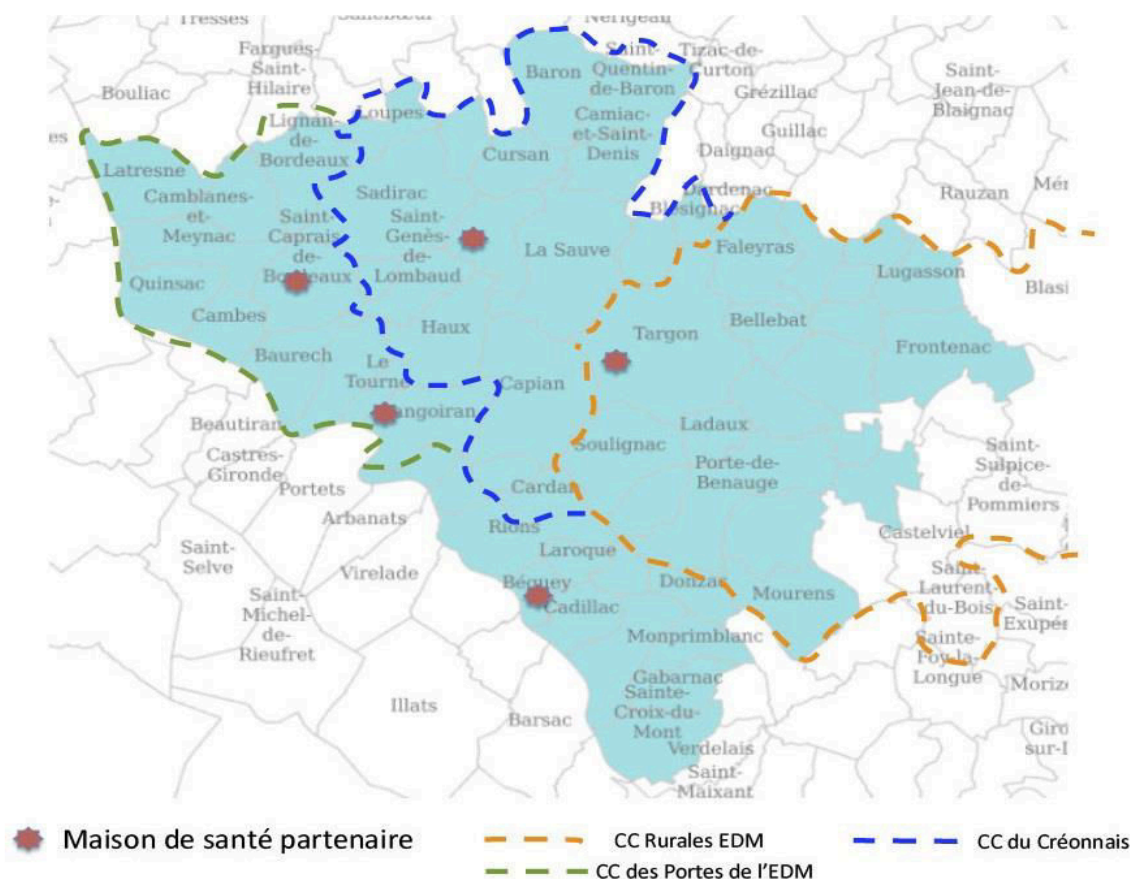 Tresses
Fargues-
Saint-
Hilaire
Bouliac
Loupes
Lignan-
de-
Bordeaux
Latresne
Camblanes-
et-
Meynac
Quinsac
Saint-
Caprais-
de-
Bordeaux
Cambes
Baurech
Le
Tourne
Sadirac
Saint-
Genès-
de-
Lombaud
Haux
Capian
Cardan
Baron
Nérigean
Saint-
Quentin-
de-Baron
Camiac-
et-Saint-
Denis
Cursan
La Sauve
Tizac-de-
Curton
Grézillac
Guillac
Daignac
Dardenac
Blésignac
Saint-
Jean-de-
Blaignac
Rauzan
Faleyras
Lugasson
Bellebat
Targon
Frontenac
Ladaux
Soulignac
Porte-de-
Benauge
Beautiran
Castres-
Gironde
Portets
Arbanats
Virelade
Saint-
Selve
Saint-
Michel-
de-
Rieufret
Illats
Barsac
Rions
Laroque
Béguey
Cadillac
Donzac
Mourens
Monprimblanc
Gabarnac
Sainte-
Croix-du-
Mont
Verdelais
Saint-
Maixant
Saint-
Sulpice-
de-
Pommiers
Castelviel
Saint-
Laurent-
du-Bois
Sainte-
Foy-la-
Longue
Maison de santé partenaire
CC Rurales EDM
CC du Créonnais
CC des Portes de l'EDM